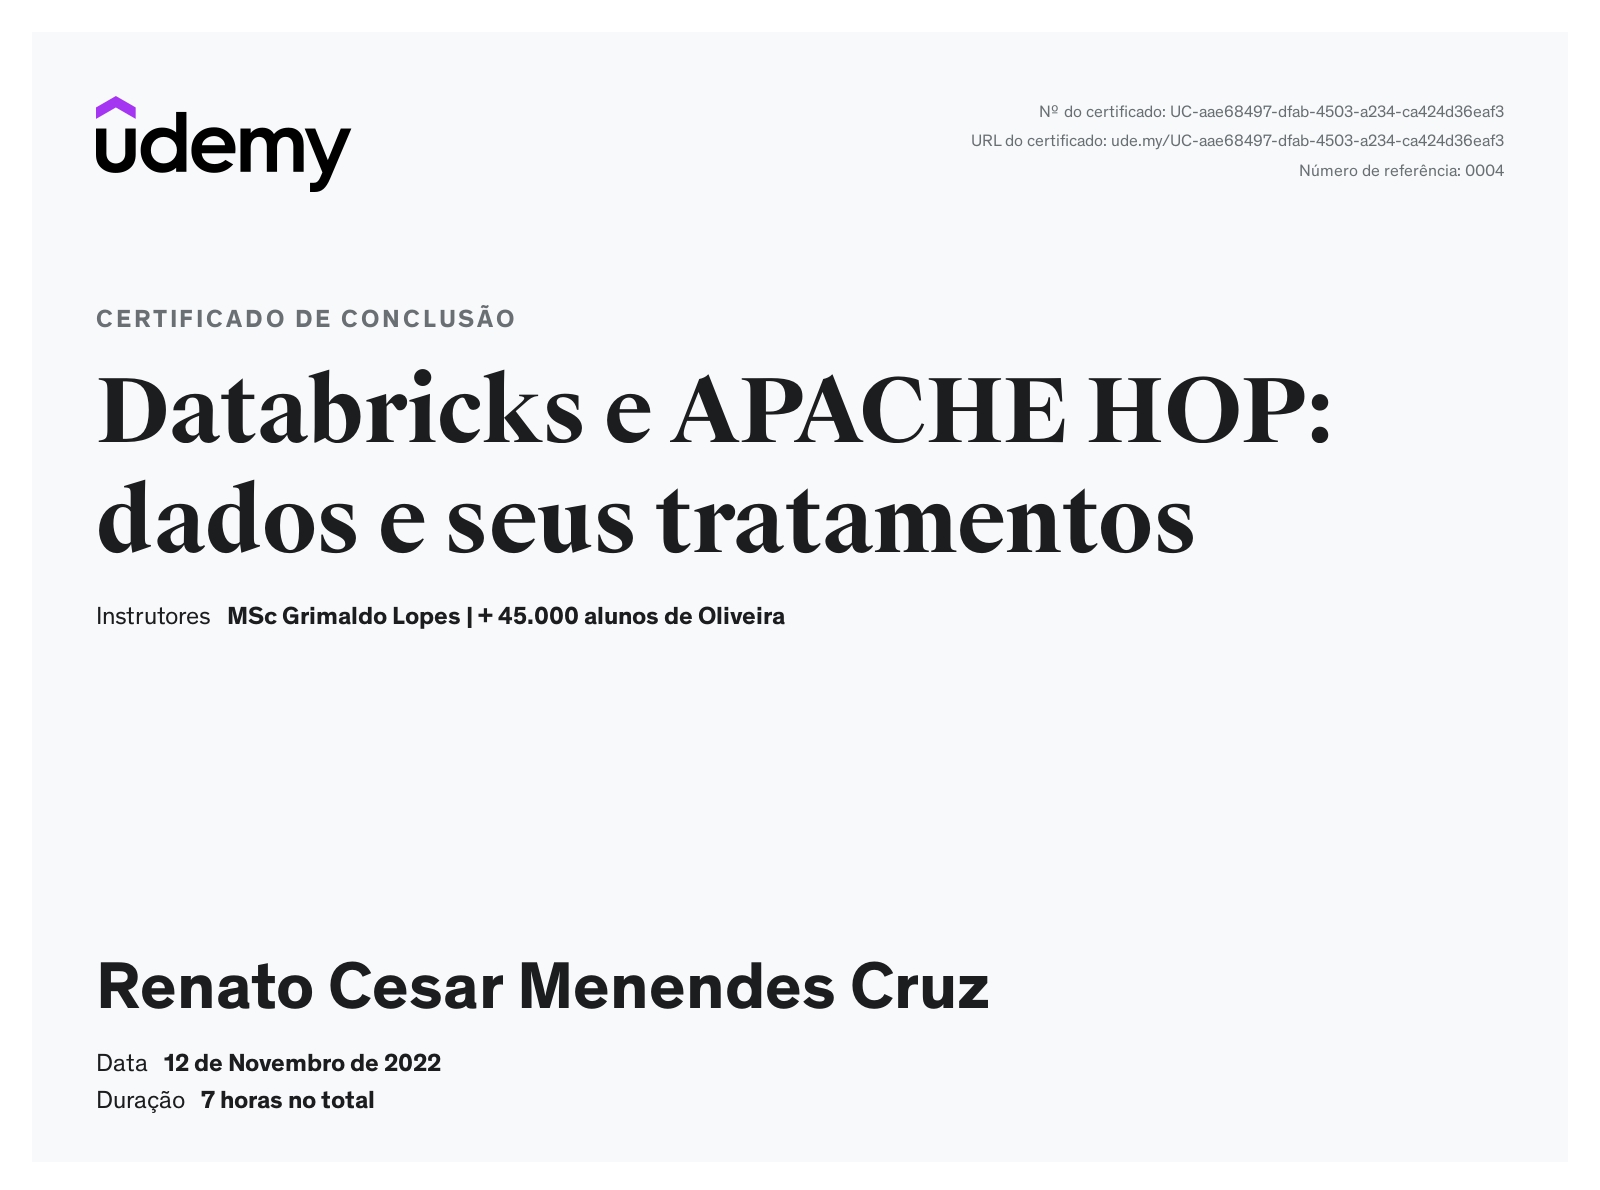 udemy
Nº do certificado: UC-aae68497-dfab-4503-a234-ca424d36eaf3
URL do certificado: ude.my/UC-aae68497-dfab-4503-a234-ca424d36eaf3
Número de referência: 0004
CERTIFICADO DE CONCLUSÃO
Databricks e APACHE HOP:
dados e seus tratamentos
Instrutores MSc Grimaldo Lopes | + 45.000 alunos de Oliveira
Renato Cesar Menendes Cruz
Data 12 de Novembro de 2022
Duração 7 horas no total